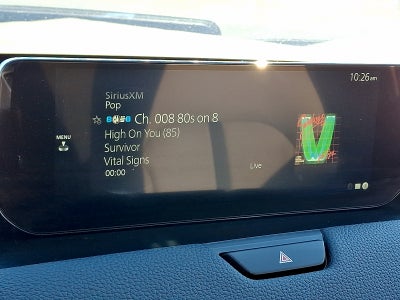 10:26am
SiriusXM
Pop
Ch. 008 80s on 8
High On You (85)
Survivor
Vital Signs
00:00
Live
MENU